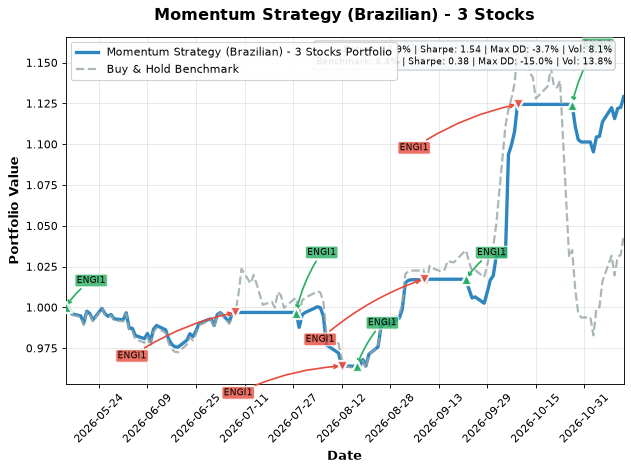 Momentum Strategy (Brazilian) - 3 Stocks
Momentum Strategy (Brazilian) - 3 Stocks Portfolio
Buy & Hold Benchmark
9% | Sharpe: 1.54 | Max DD: -3.7% | Vol: 8.1%
Benchmark: 4.4% | Sharpe: 0.38 | Max DD: -15.0% | Vol: 13.8%
Portfolio Value
1.150
1.125
1.100
1.075
1.050
1.025
1.000
0.975
ENGI1
ENGI1
ENGI1
ENGI1
ENGI1
ENGI1
ENGI1
ENGI1
2026-05-24
2026-06-09
2026-06-25
2026-07-11
2026-07-27
2026-08-12
2026-08-28
2026-09-13
2026-09-29
2026-10-15
2026-10-31
Date